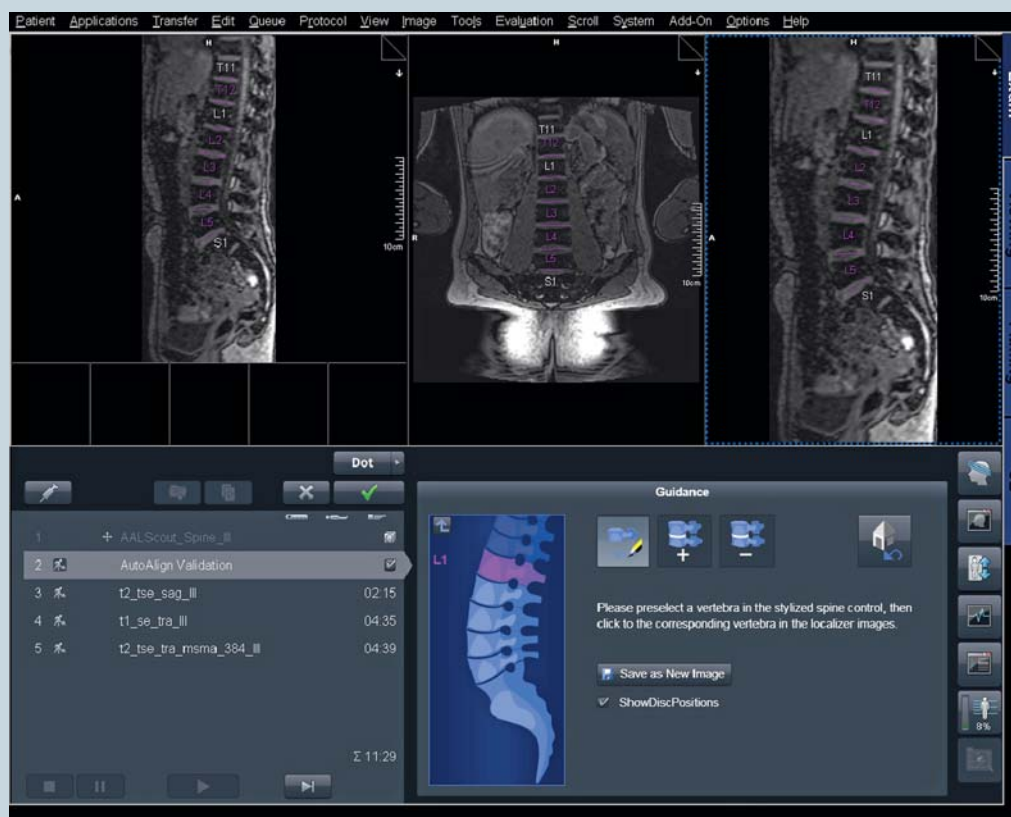 Patient Applications Transfer Edit Queue Protocol View Image Tools Evaluation Scroll System Add-On Options Help
H
T11
T12
L1
L2
L3
L4
L5
S1
A
10cm
H
T11
T12
L1
L2
L3
L4
L5
S1
R
10cm
H
T11
T12
L1
L2
L3
L4
L5
S1
A
10cm
Dot
1 AALScout_Spine_III
2 AutoAlign Validation
3 t2_tse_sag_III 02:15
4 t1_se_tra_III 04:35
5 t2_tse_tra_msma_384_III 04:39
Σ 11:29
Guidance
L1
Please preselect a vertebra in the stylized spine control, then
click to the corresponding vertebra in the localizer images.
Save as New Image
ShowDiscPositions
8%